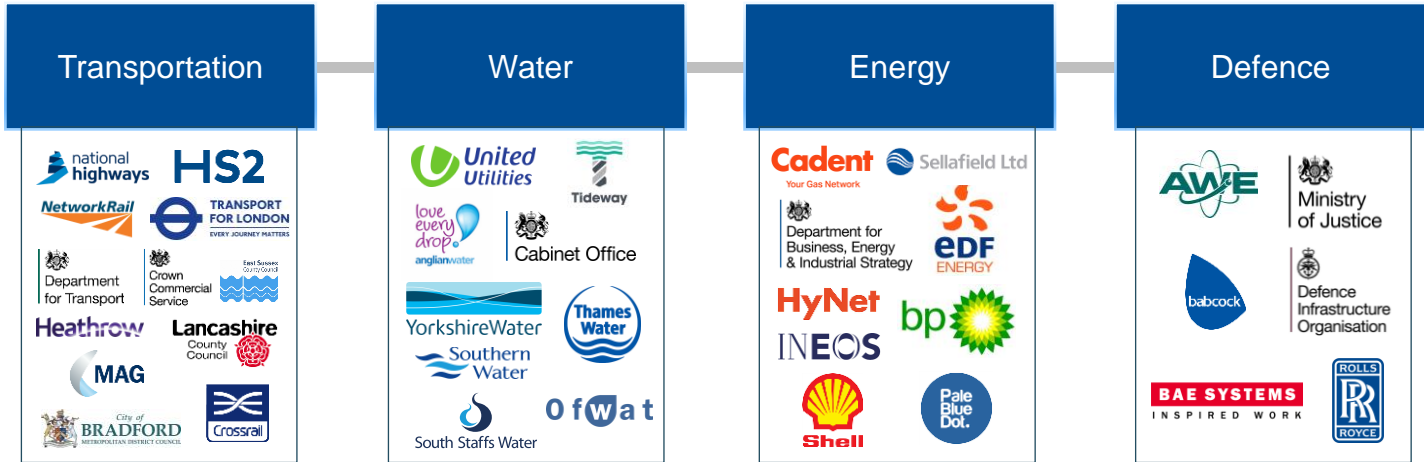 Transportation
Water
Energy
Defence
national
highways
HS2
NetworkRail
TRANSPORT
FOR LONDON
EVERY JOURNEY MATTERS
Department
for Transport
Crown
Commercial
Service
East Sussex
County Council
Heathrow
Lancashire
County
Council
MAG
City of
BRADFORD
METROPOLITAN DISTRICT COUNCIL
Crossrail
United
Utilities
Tideway
love
every
drop
anglianwater
Cabinet Office
YorkshireWater
Thames
Water
Southern
Water
South Staffs Water
Ofwat
Cadent
Your Gas Network
Sellafield Ltd
Department for
Business, Energy
& Industrial Strategy
eDF
ENERGY
HyNet
bp
INEOS
Shell
Pale
Blue
Dot.
AWE
Ministry
of Justice
babcock
Defence
Infrastructure
Organisation
BAE SYSTEMS
INSPIRED WORK
ROLLS
RR
ROYCE